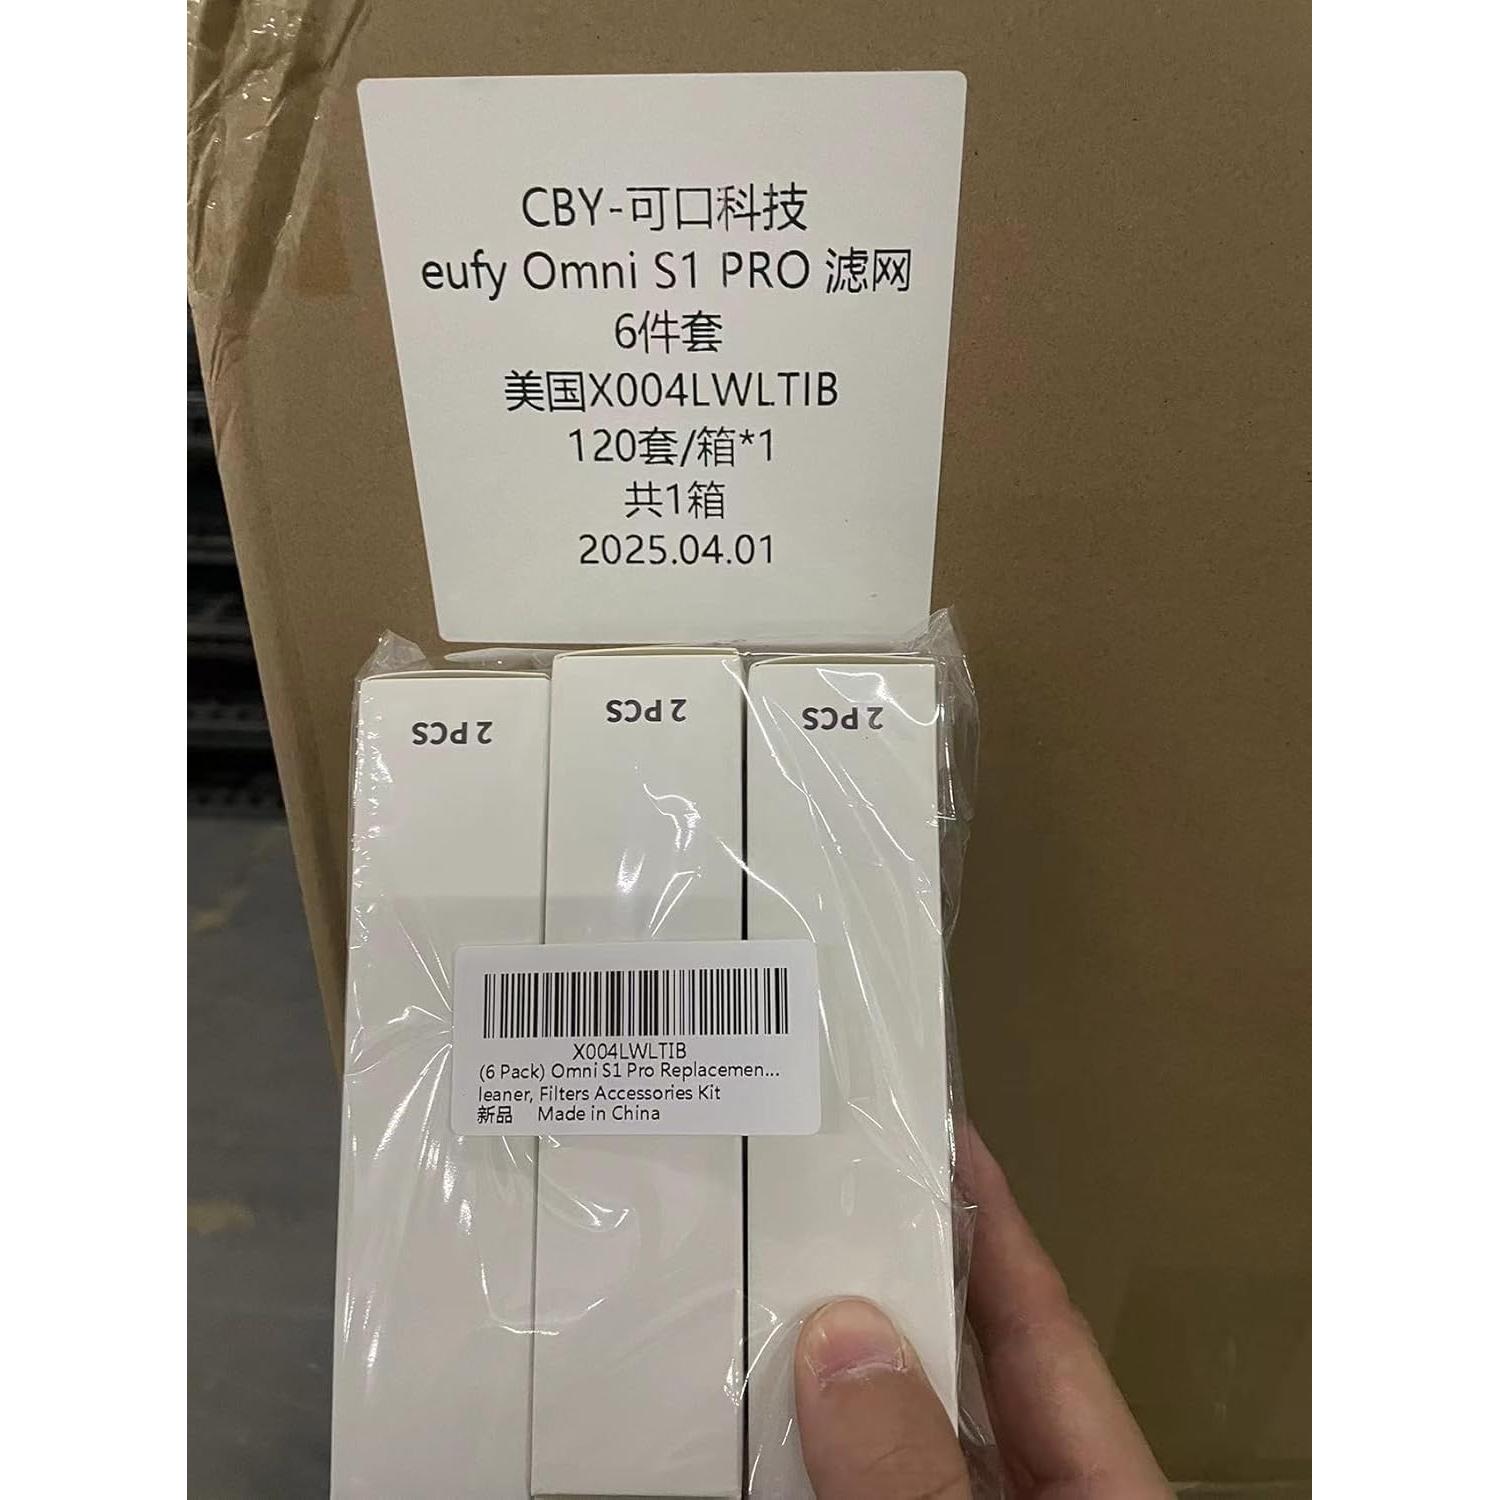 CBY-可口科技
eufy Omni S1 PRO 滤网
6件套
美国X004LWLTIB
120套/箱*1
共1箱
2025.04.01
2 PCS
2 PCS
2 PCS
X004LWLTIB
(6 Pack) Omni S1 Pro Replacemen...
leaner, Filters Accessories Kit
新品 Made in China